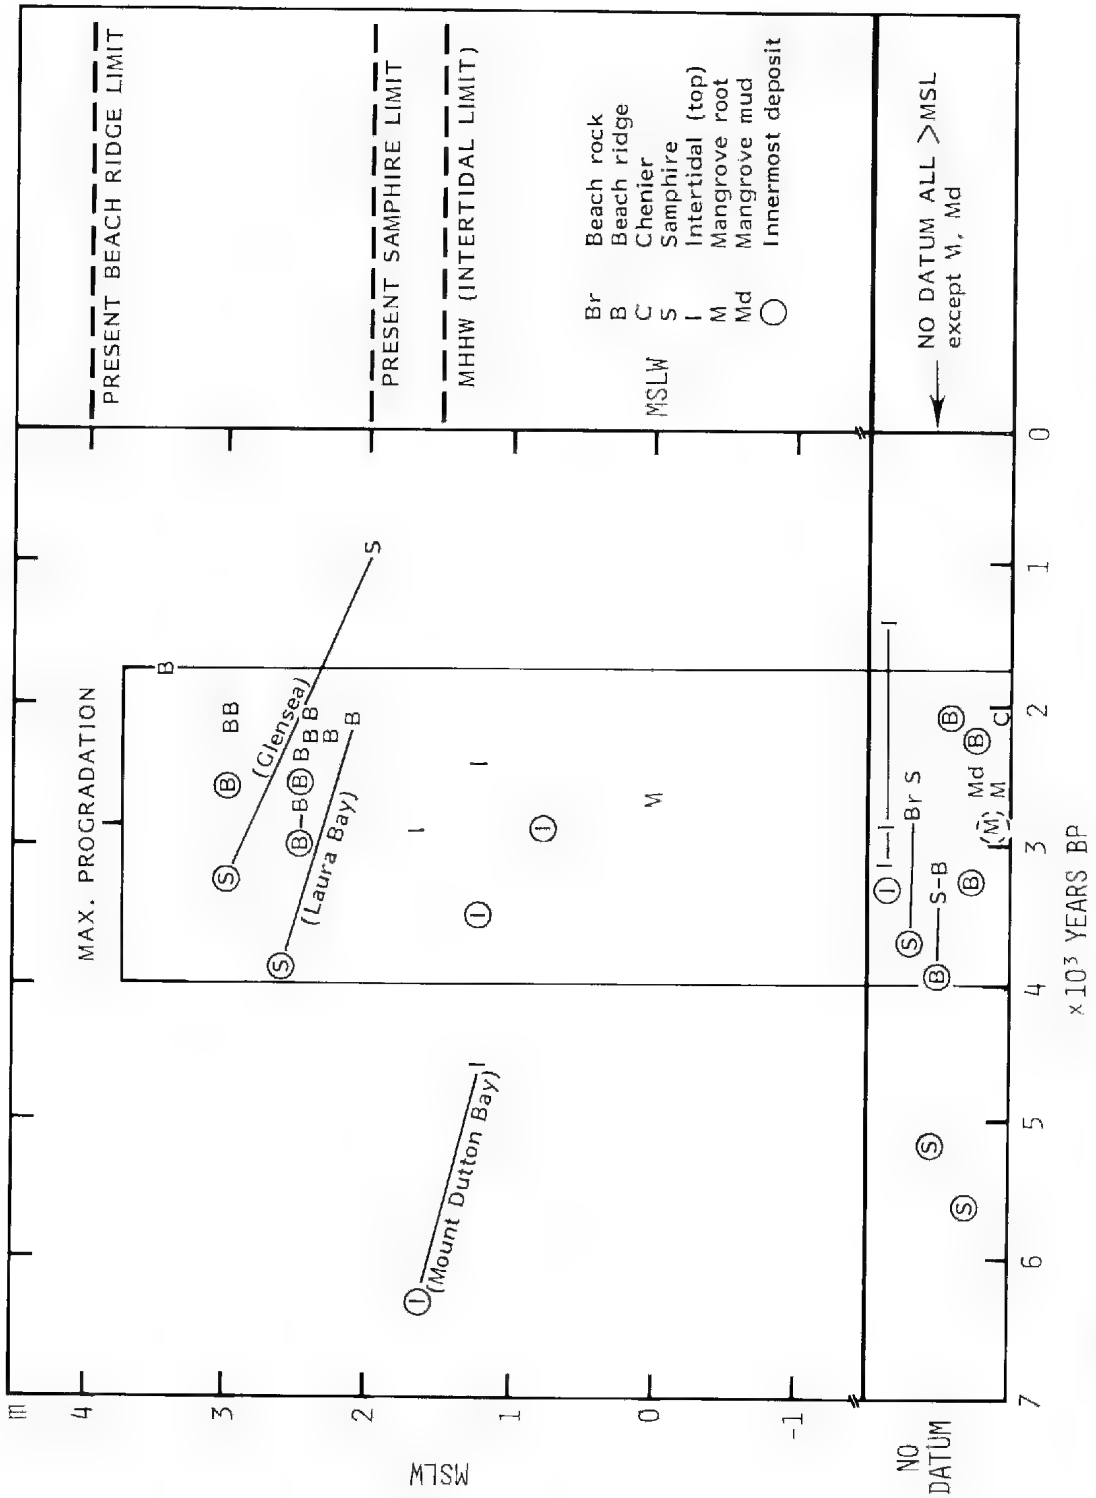 m
4
3
2
1
0
-1
MSLW
NO
DATUM
MAX. PROGRADATION
PRESENT BEACH RIDGE LIMIT
PRESENT SAMPHIRE LIMIT
MHHW (INTERTIDAL LIMIT)
Br Beach rock
B Beach ridge
C Chenier
S Samphire
I Intertidal (top)
M Mangrove root
Md Mangrove mud
Innermost deposit
MSLW
NO DATUM ALL >MSL
except M, Md
B
B B
B
B
B
B
B
B
B
B–B
B
S
S
(Glensea)
S
B
(Laura Bay)
I
I
I
I
M
I
I
(Mount Dutton Bay)
I
I–I
I
S
Br S
B
S–B
B
B
B
C
Md
M
(M)
S
S
7
6
5
4
3
2
1
0
x10³ YEARS BP